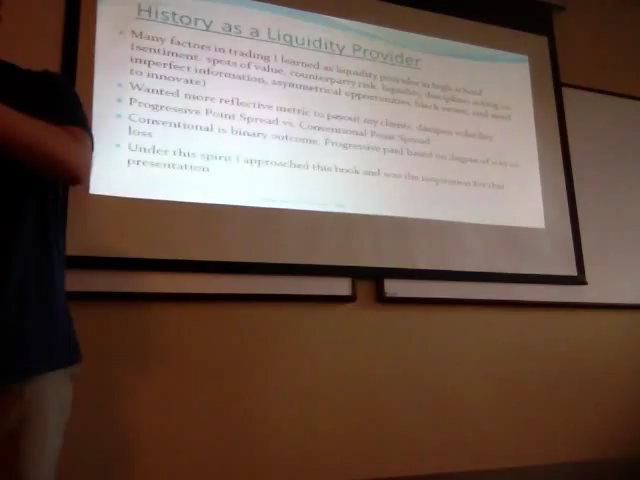 History as a Liquidity Provider
Many factors in trading i learned as liquidity provider in high school
(sentiment, spots of value, counterparty risk, liquidity, discipline, acting on
imperfect information, asymmetrical opportunities, black swans, and need
to innovate)
Wanted more reflective metric to payout my clients, dampen volatility
Progressive Point Spread vs. Conventional Point Spread
Conventional is binary outcome. Progressive paid based on degree of win or
loss
Under this spirit i approached this book and was the inspiration for this
presentation